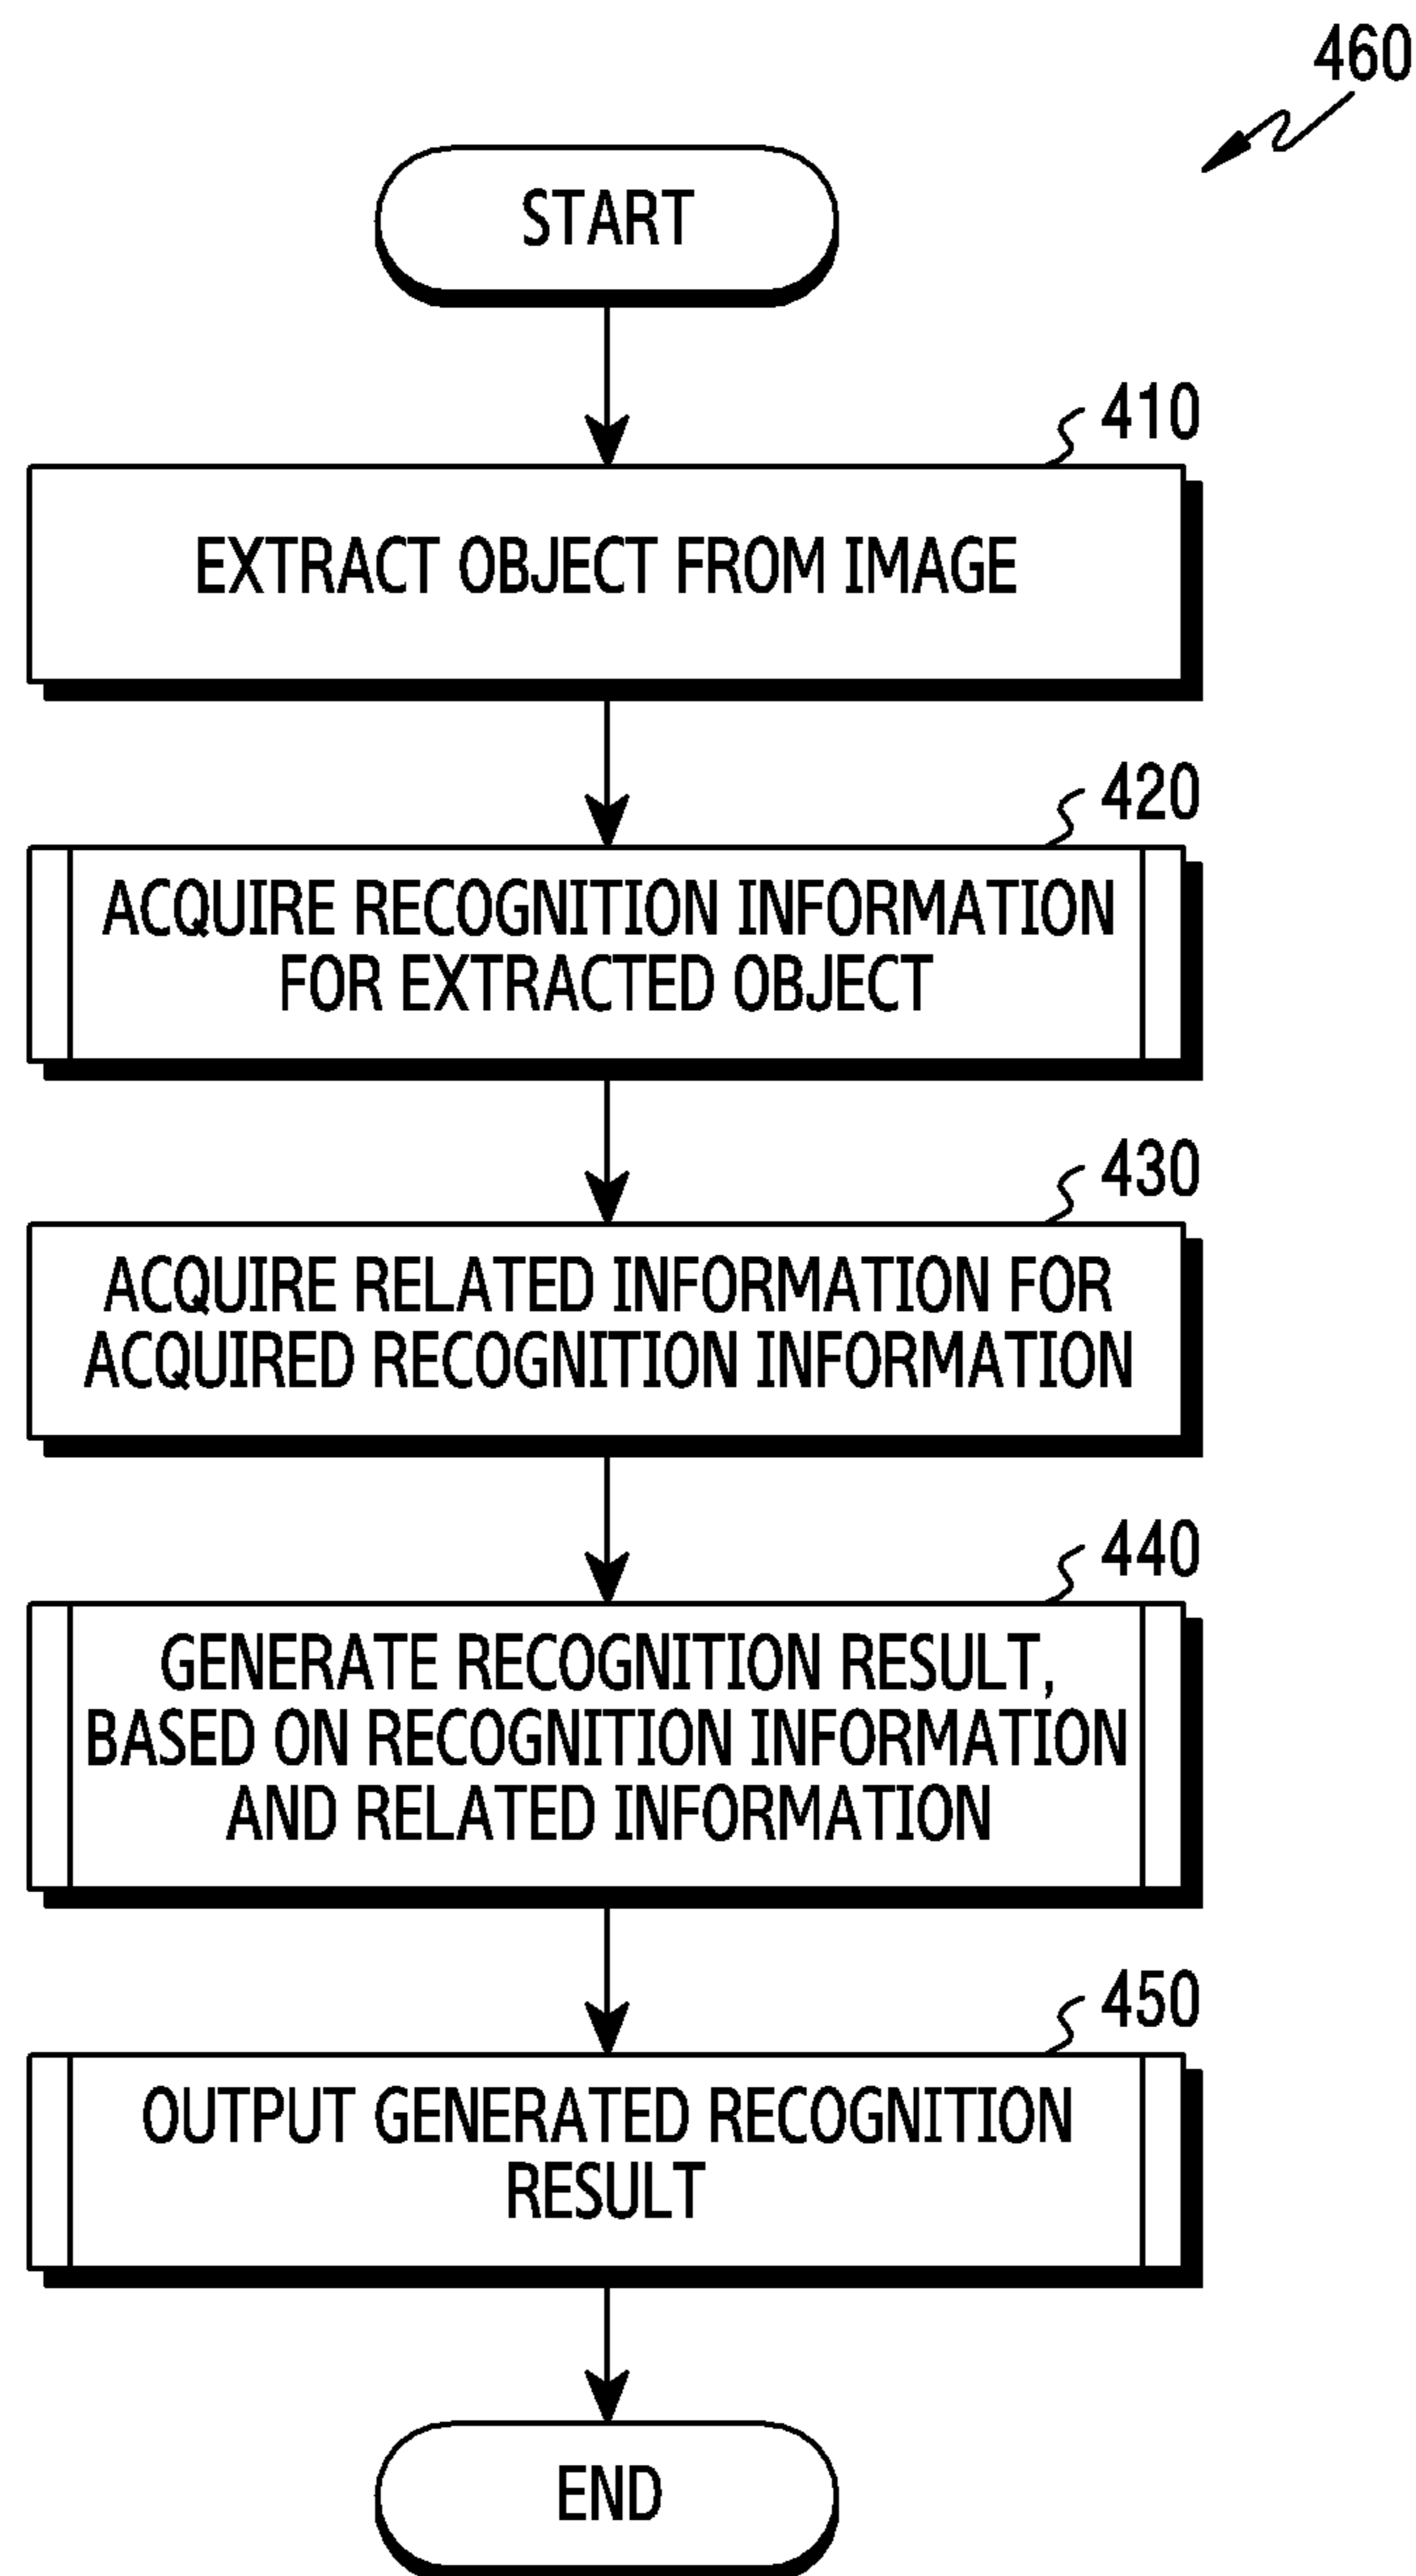 460
START
410
EXTRACT OBJECT FROM IMAGE
420
ACQUIRE RECOGNITION INFORMATION
FOR EXTRACTED OBJECT
430
ACQUIRE RELATED INFORMATION FOR
ACQUIRED RECOGNITION INFORMATION
440
GENERATE RECOGNITION RESULT,
BASED ON RECOGNITION INFORMATION
AND RELATED INFORMATION
450
OUTPUT GENERATED RECOGNITION
RESULT
END